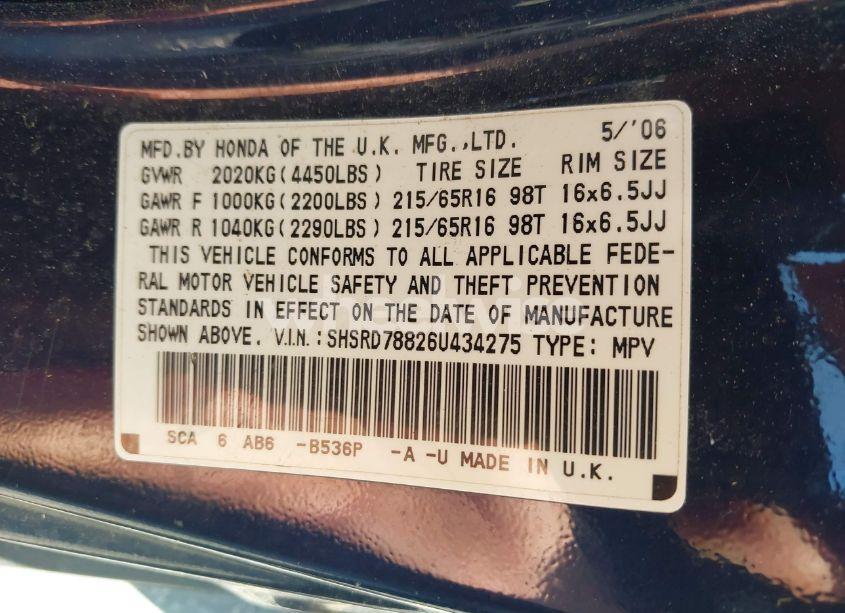 MFD.BY HONDA OF THE U.K. MFG.,LTD. 5/'06
GVWR 2020KG(4450LBS) TIRE SIZE RIM SIZE
GAWR F 1000KG(2200LBS) 215/65R16 98T 16x6.5JJ
GAWR R 1040KG(2290LBS) 215/65R16 98T 16x6.5JJ
THIS VEHICLE CONFORMS TO ALL APPLICABLE FEDE-
RAL MOTOR VEHICLE SAFETY AND THEFT PREVENTION
STANDARDS IN EFFECT ON THE DATE OF MANUFACTURE
SHOWN ABOVE. V.I.N.:SHSRD78826U434275 TYPE: MPV
SCA 6 AB6 -B536P -A -U MADE IN U.K.